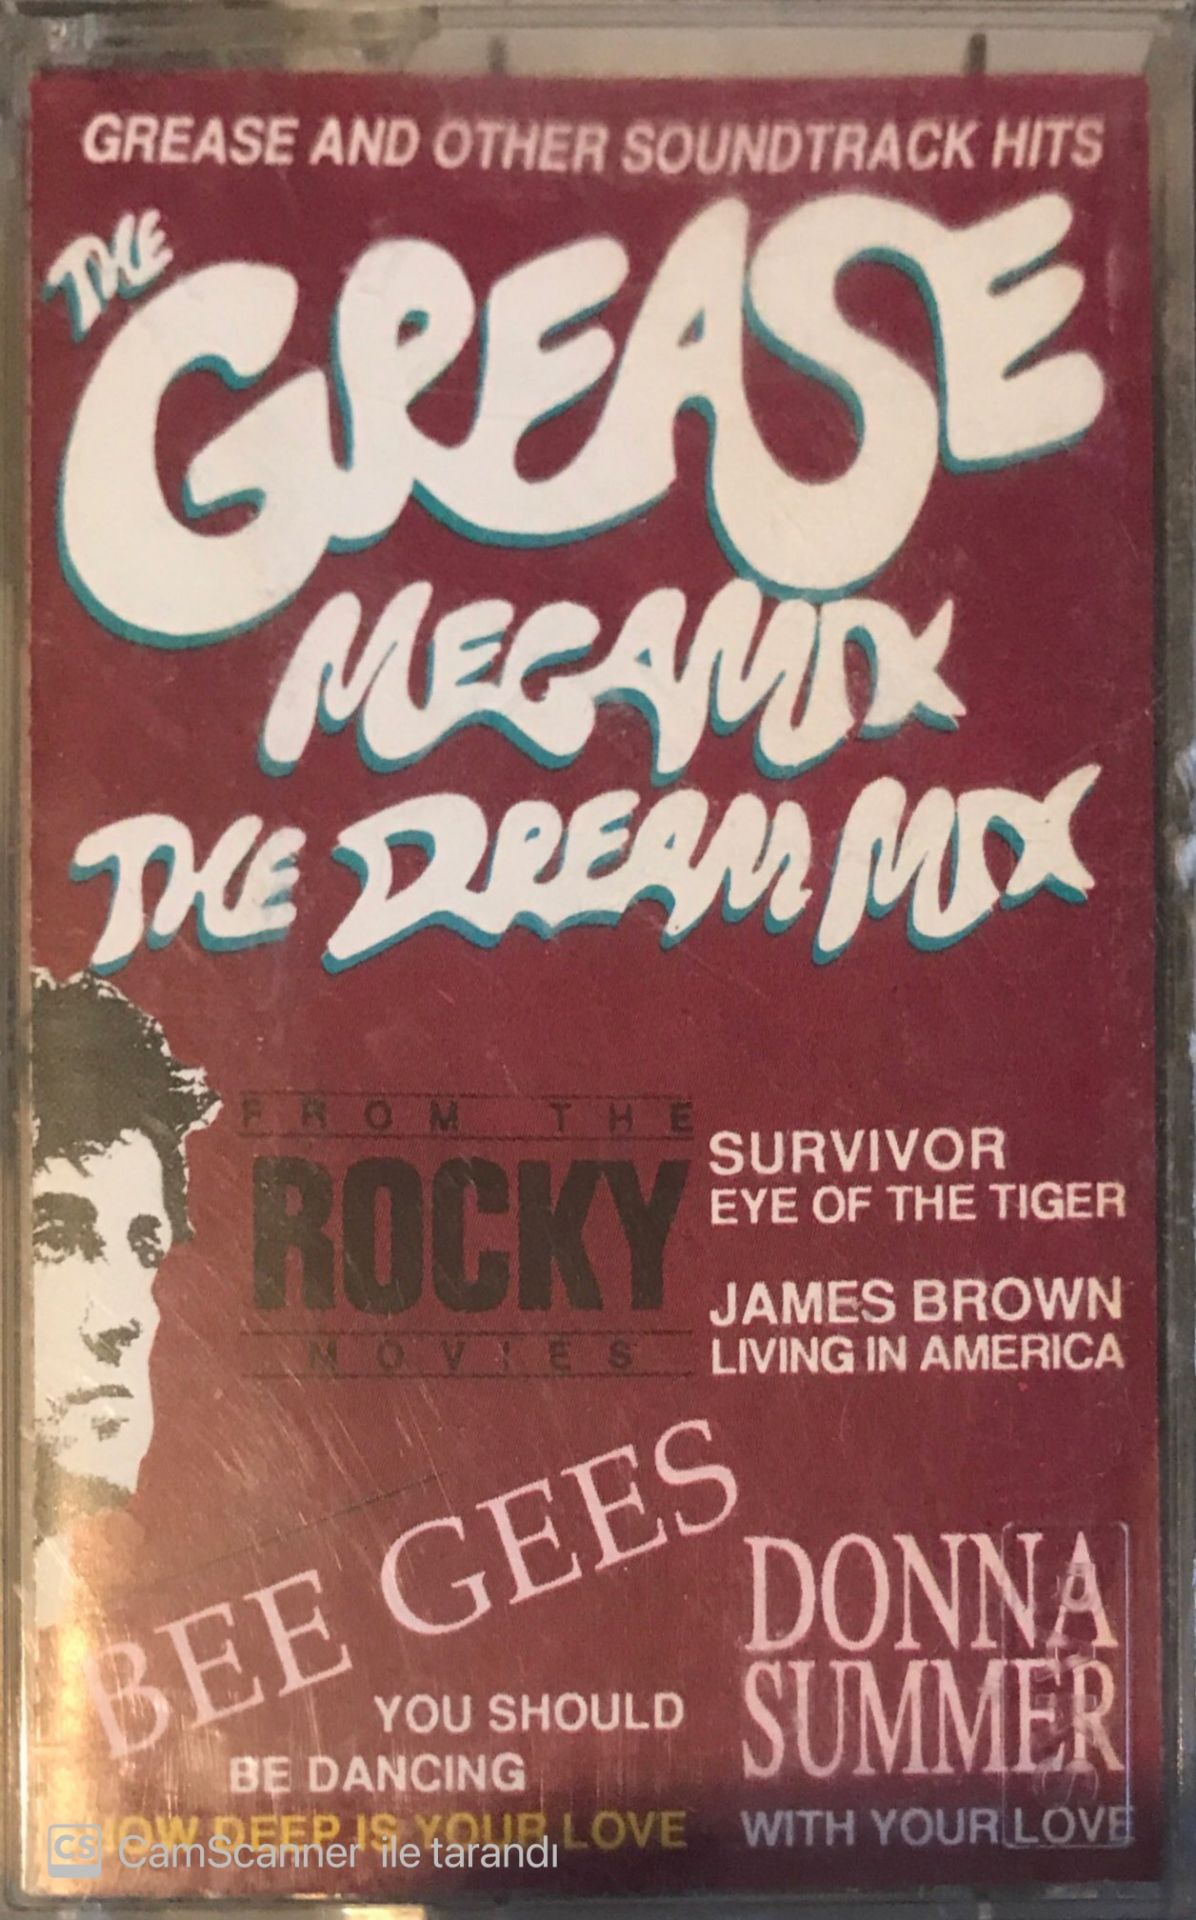 GREASE AND OTHER SOUNDTRACK HITS
THE
GREASE
MEGAMIX
THE DREAM MIX
FROM THE
ROCKY
MOVIES
SURVIVOR
EYE OF THE TIGER
JAMES BROWN
LIVING IN AMERICA
BEE GEES
YOU SHOULD
BE DANCING
HOW DEEP IS YOUR LOVE
DONNA
SUMMER
WITH YOUR LOVE
CS CamScanner ile tarandı